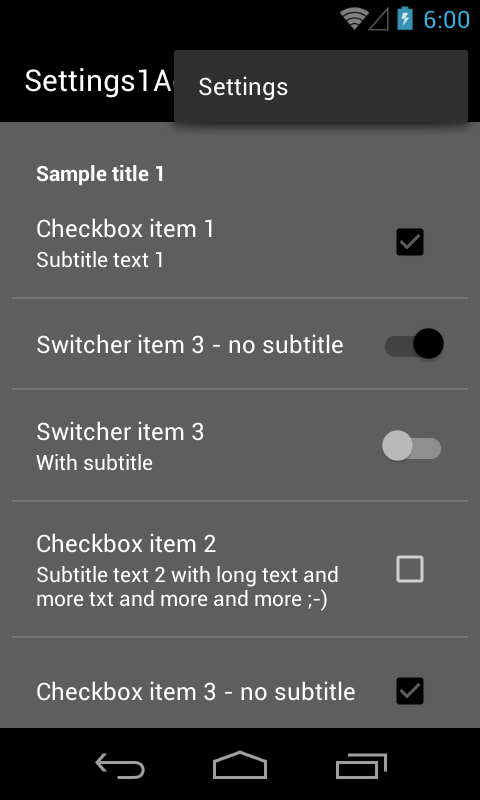 6:00
Settings1A
Settings
Sample title 1
Checkbox item 1
Subtitle text 1
Switcher item 3 - no subtitle
Switcher item 3
With subtitle
Checkbox item 2
Subtitle text 2 with long text and
more txt and more and more ;-)
Checkbox item 3 - no subtitle